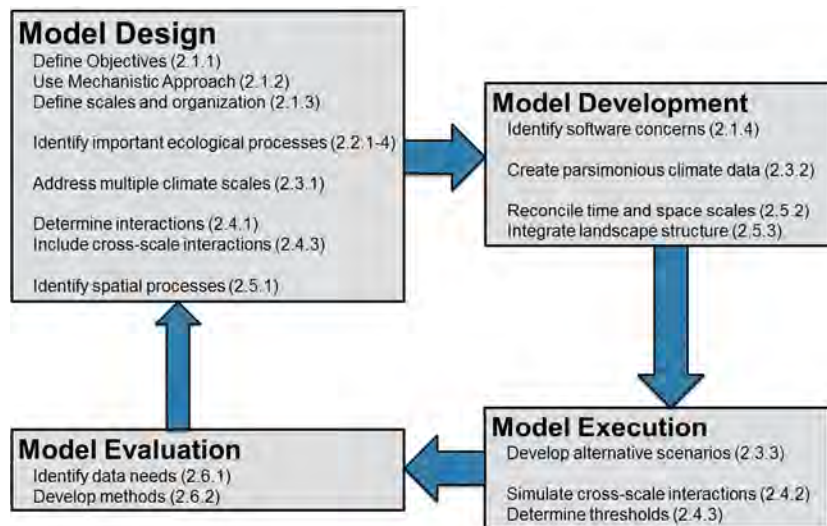 Model Design
Define Objectives (2.1.1)
Use Mechanistic Approach (2.1.2)
Define scales and organization (2.1.3)
Identify important ecological processes (2.2.1-4)
Address multiple climate scales (2.3.1)
Determine interactions (2.4.1)
Include cross-scale interactions (2.4.3)
Identify spatial processes (2.5.1)
Model Development
Identify software concerns (2.1.4)
Create parsimonious climate data (2.3.2)
Reconcile time and space scales (2.5.2)
Integrate landscape structure (2.5.3)
Model Execution
Develop alternative scenarios (2.3.3)
Simulate cross-scale interactions (2.4.2)
Determine thresholds (2.4.3)
Model Evaluation
Identify data needs (2.6.1)
Develop methods (2.6.2)